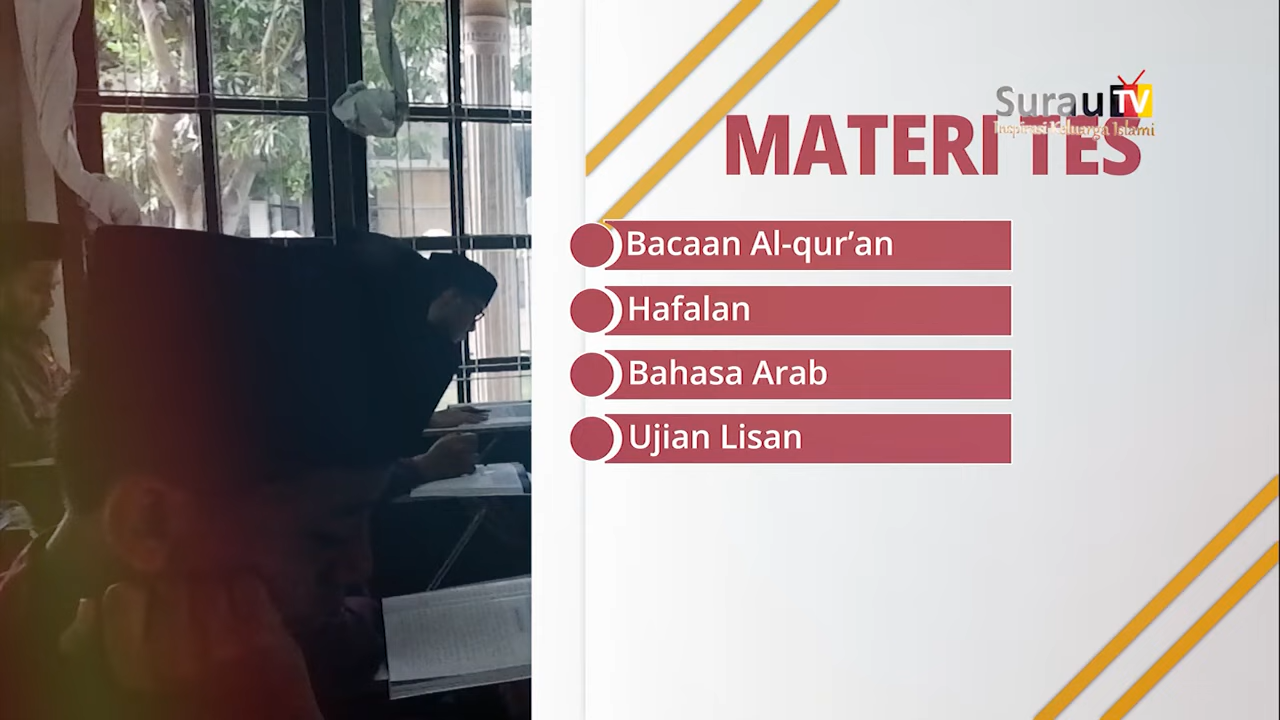 SurauTV
Inspirasi Keluarga Islami
MATERI TES
Bacaan Al-qur’an
Hafalan
Bahasa Arab
Ujian Lisan